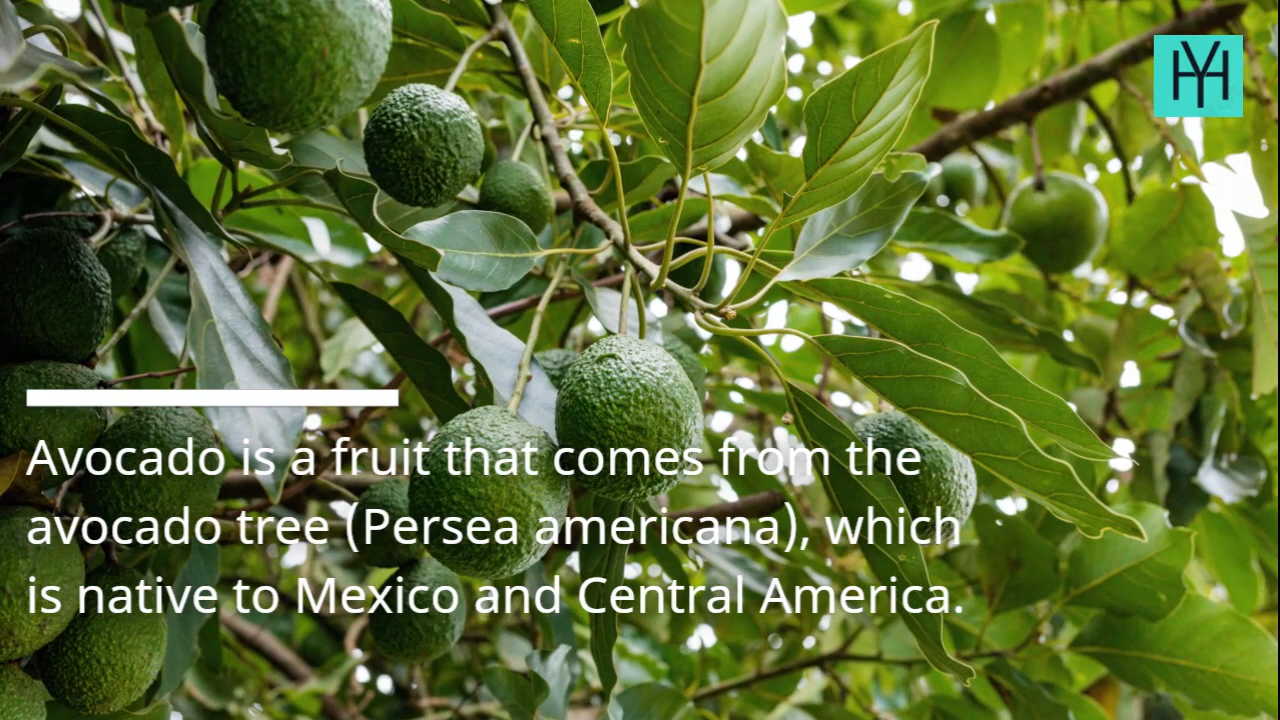 YH
Avocado is a fruit that comes from the
avocado tree (Persea americana), which
is native to Mexico and Central America.